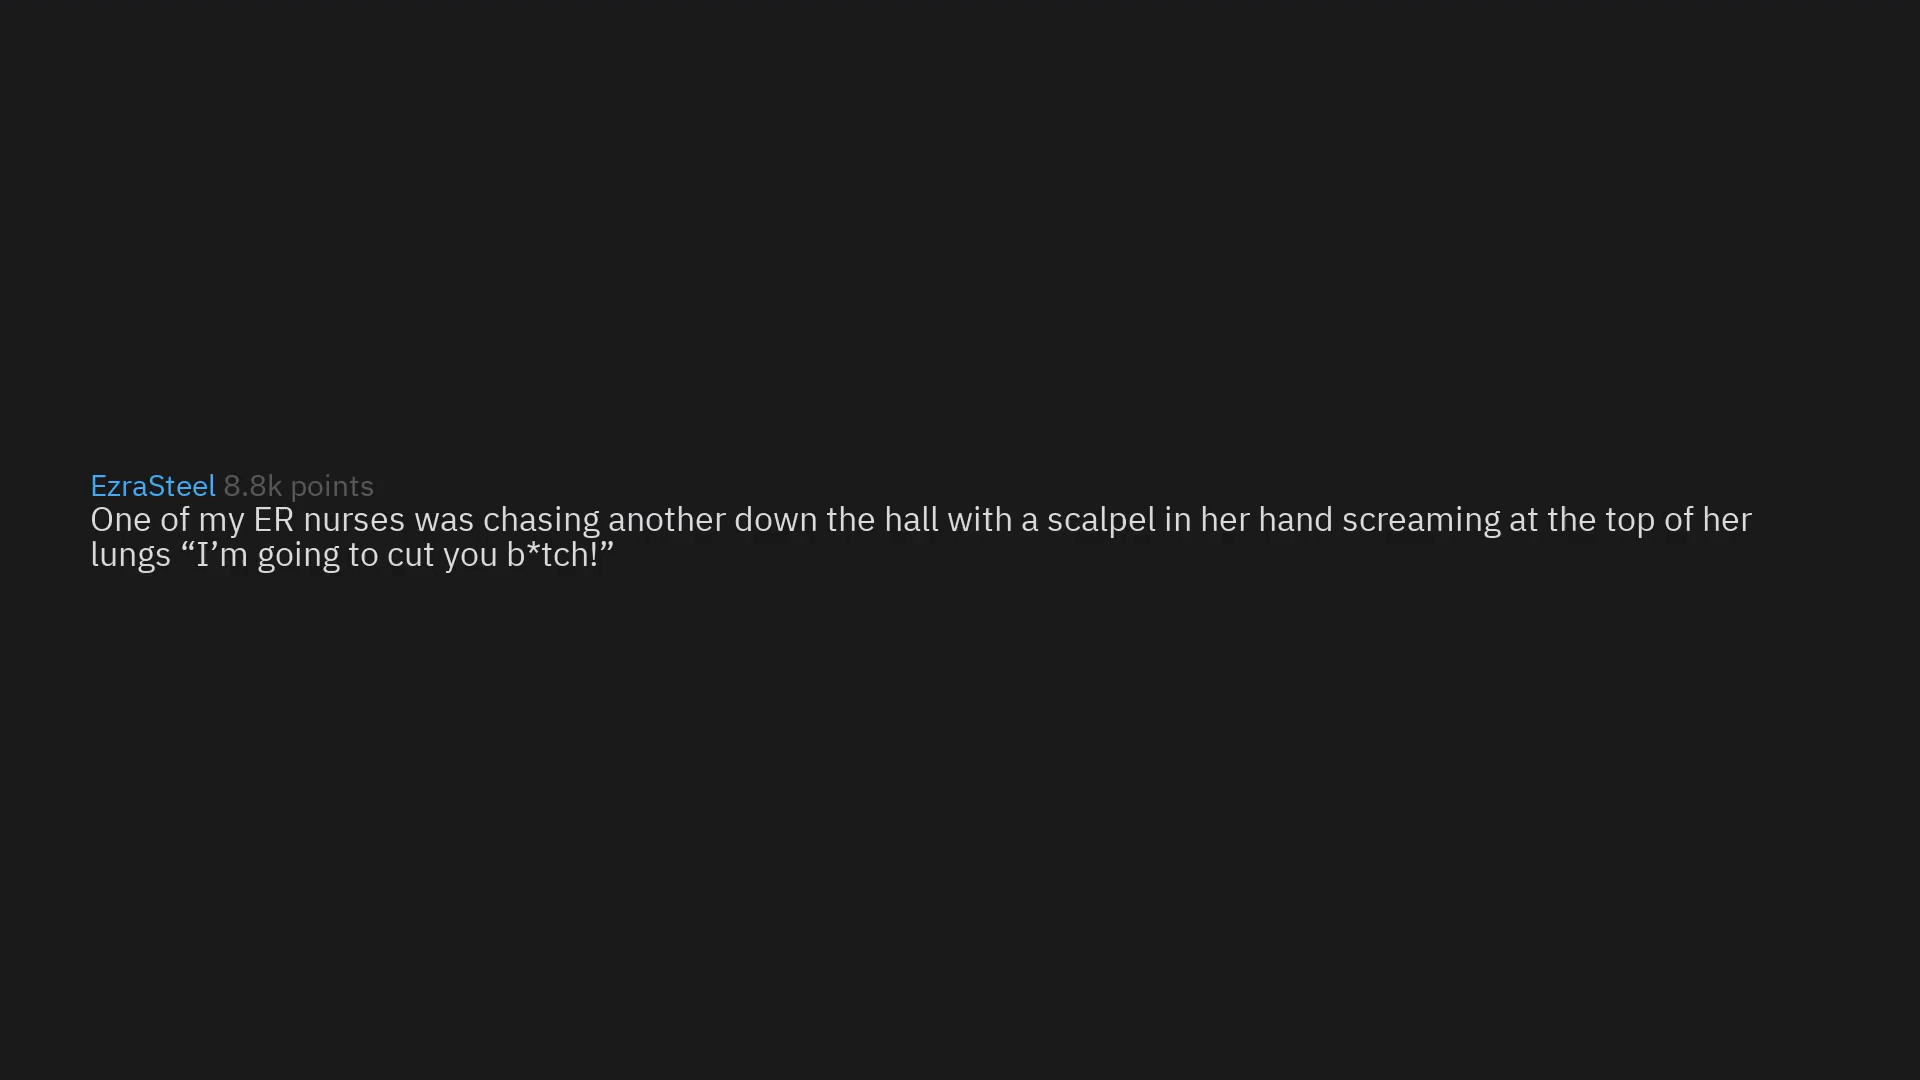 EzraSteel 8.8k points
One of my ER nurses was chasing another down the hall with a scalpel in her hand screaming at the top of her
lungs “I’m going to cut you b*tch!”